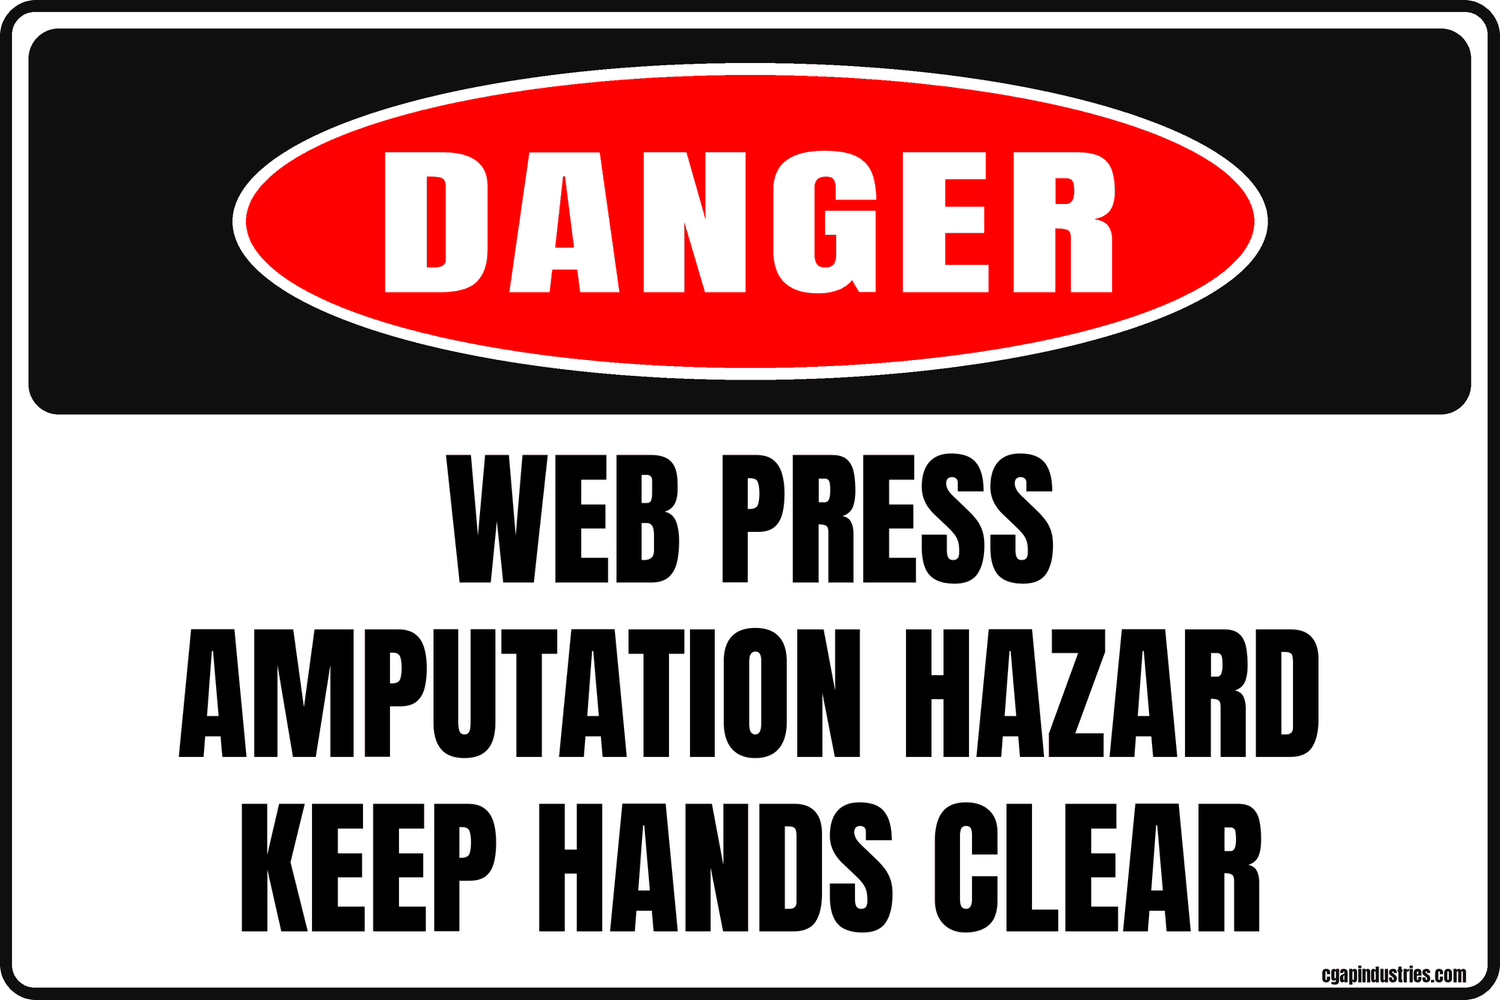 DANGER
WEB PRESS
AMPUTATION HAZARD
KEEP HANDS CLEAR
cgapindustries.com